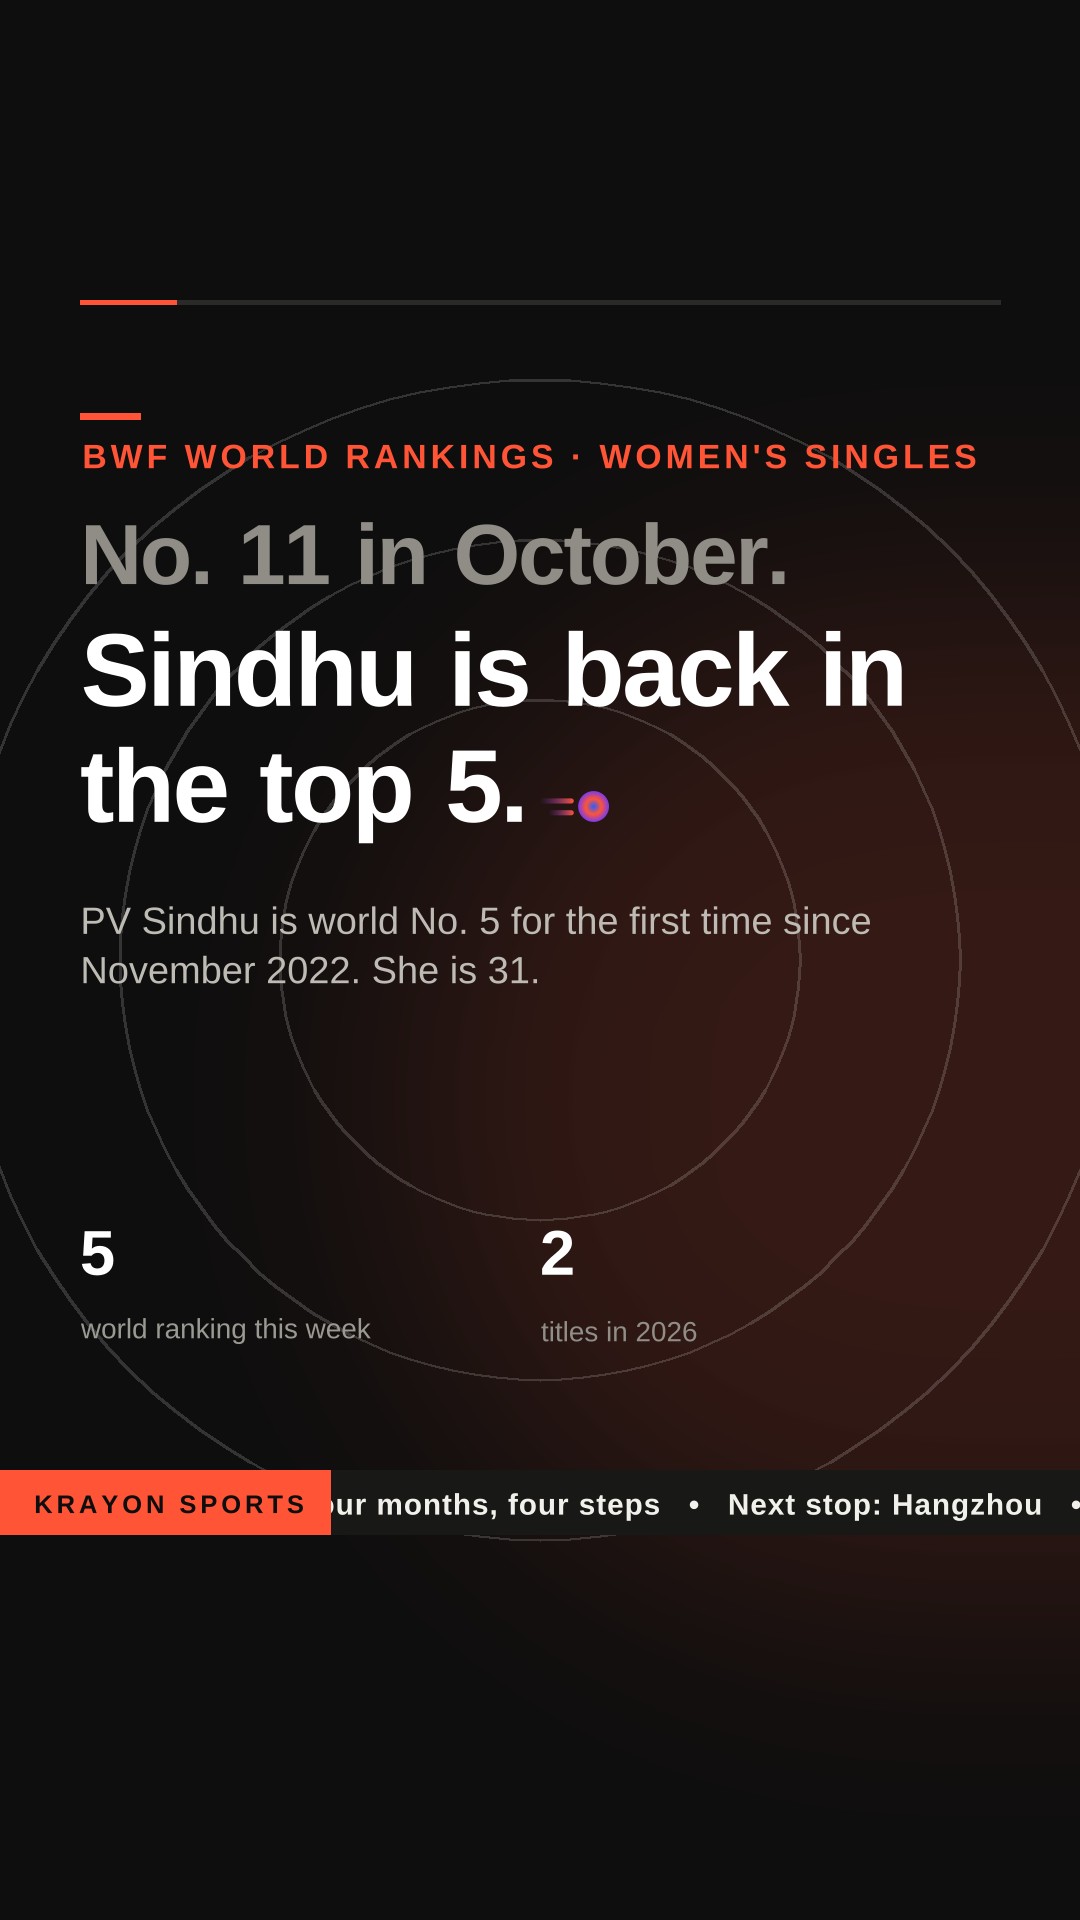 BWF WORLD RANKINGS · WOMEN'S SINGLES
No. 11 in October.
Sindhu is back in
the top 5.
PV Sindhu is world No. 5 for the first time since
November 2022. She is 31.
5
world ranking this week
2
titles in 2026
KRAYON SPORTS
months, four steps • Next stop: Hangzhou •